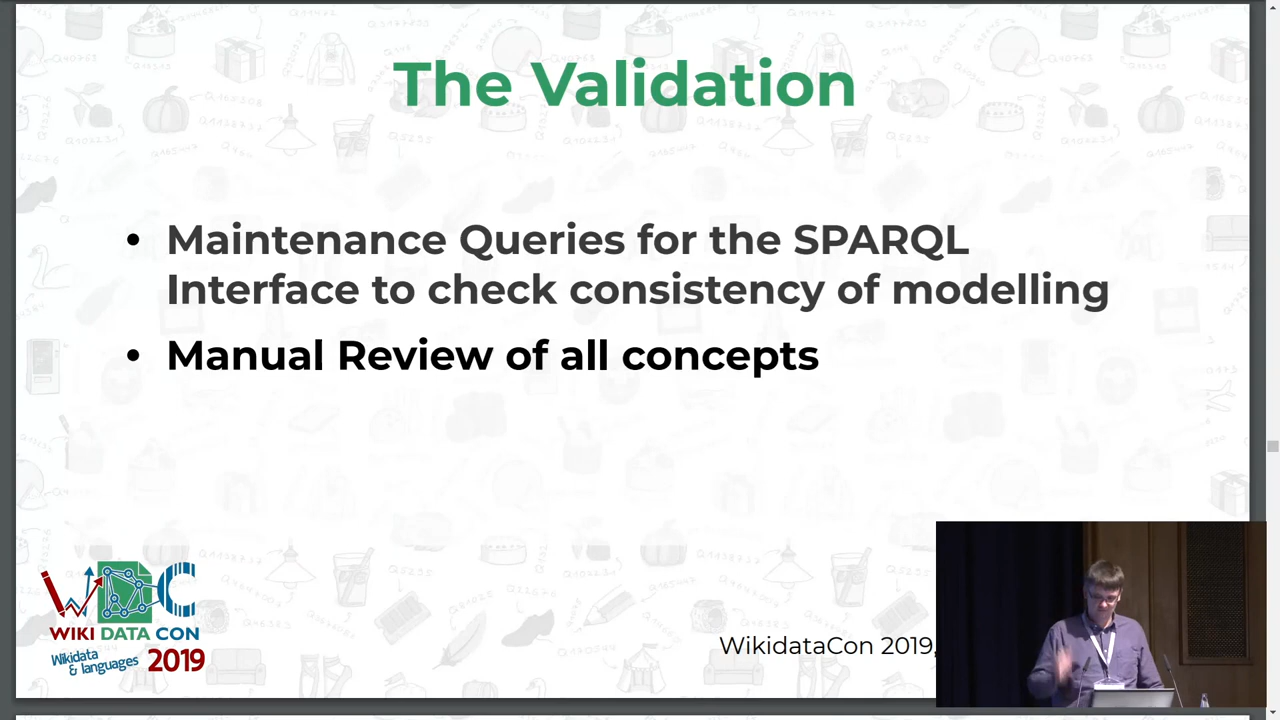 The Validation
• Maintenance Queries for the SPARQL
Interface to check consistency of modelling
• Manual Review of all concepts
WIKI DATA CON
Wikidata
& languages 2019
WikidataCon 2019,